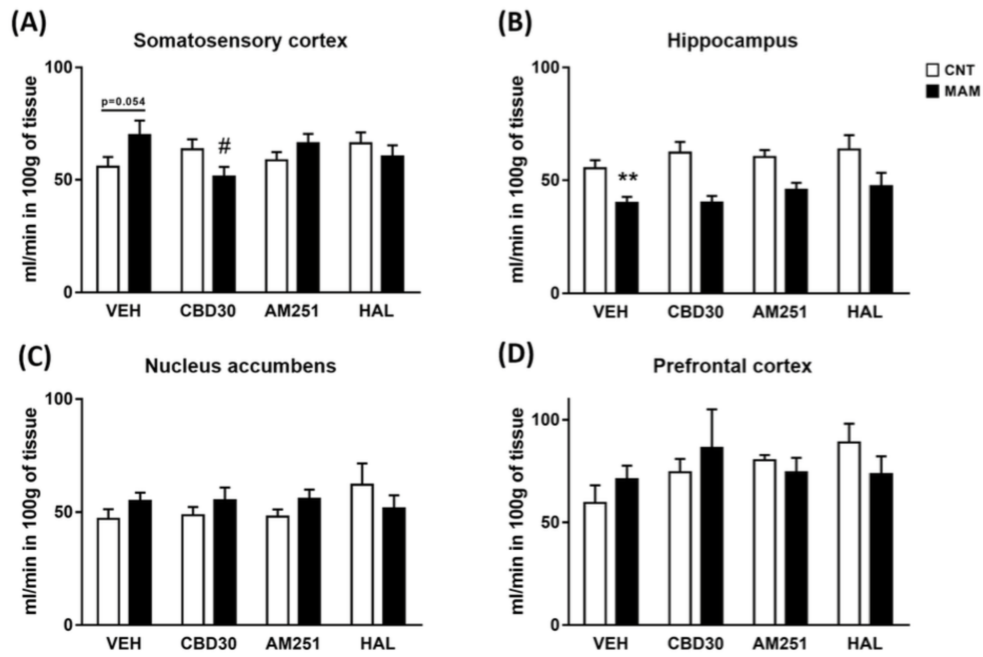 (A)
Somatosensory cortex
ml/min in 100g of tissue
100
50
0
p=0.054
#
VEH CBD30 AM251 HAL
(B)
Hippocampus
ml/min in 100g of tissue
100
50
0
**
VEH CBD30 AM251 HAL
CNT
MAM
(C)
Nucleus accumbens
ml/min in 100g of tissue
100
50
0
VEH CBD30 AM251 HAL
(D)
Prefrontal cortex
ml/min in 100g of tissue
100
50
0
VEH CBD30 AM251 HAL